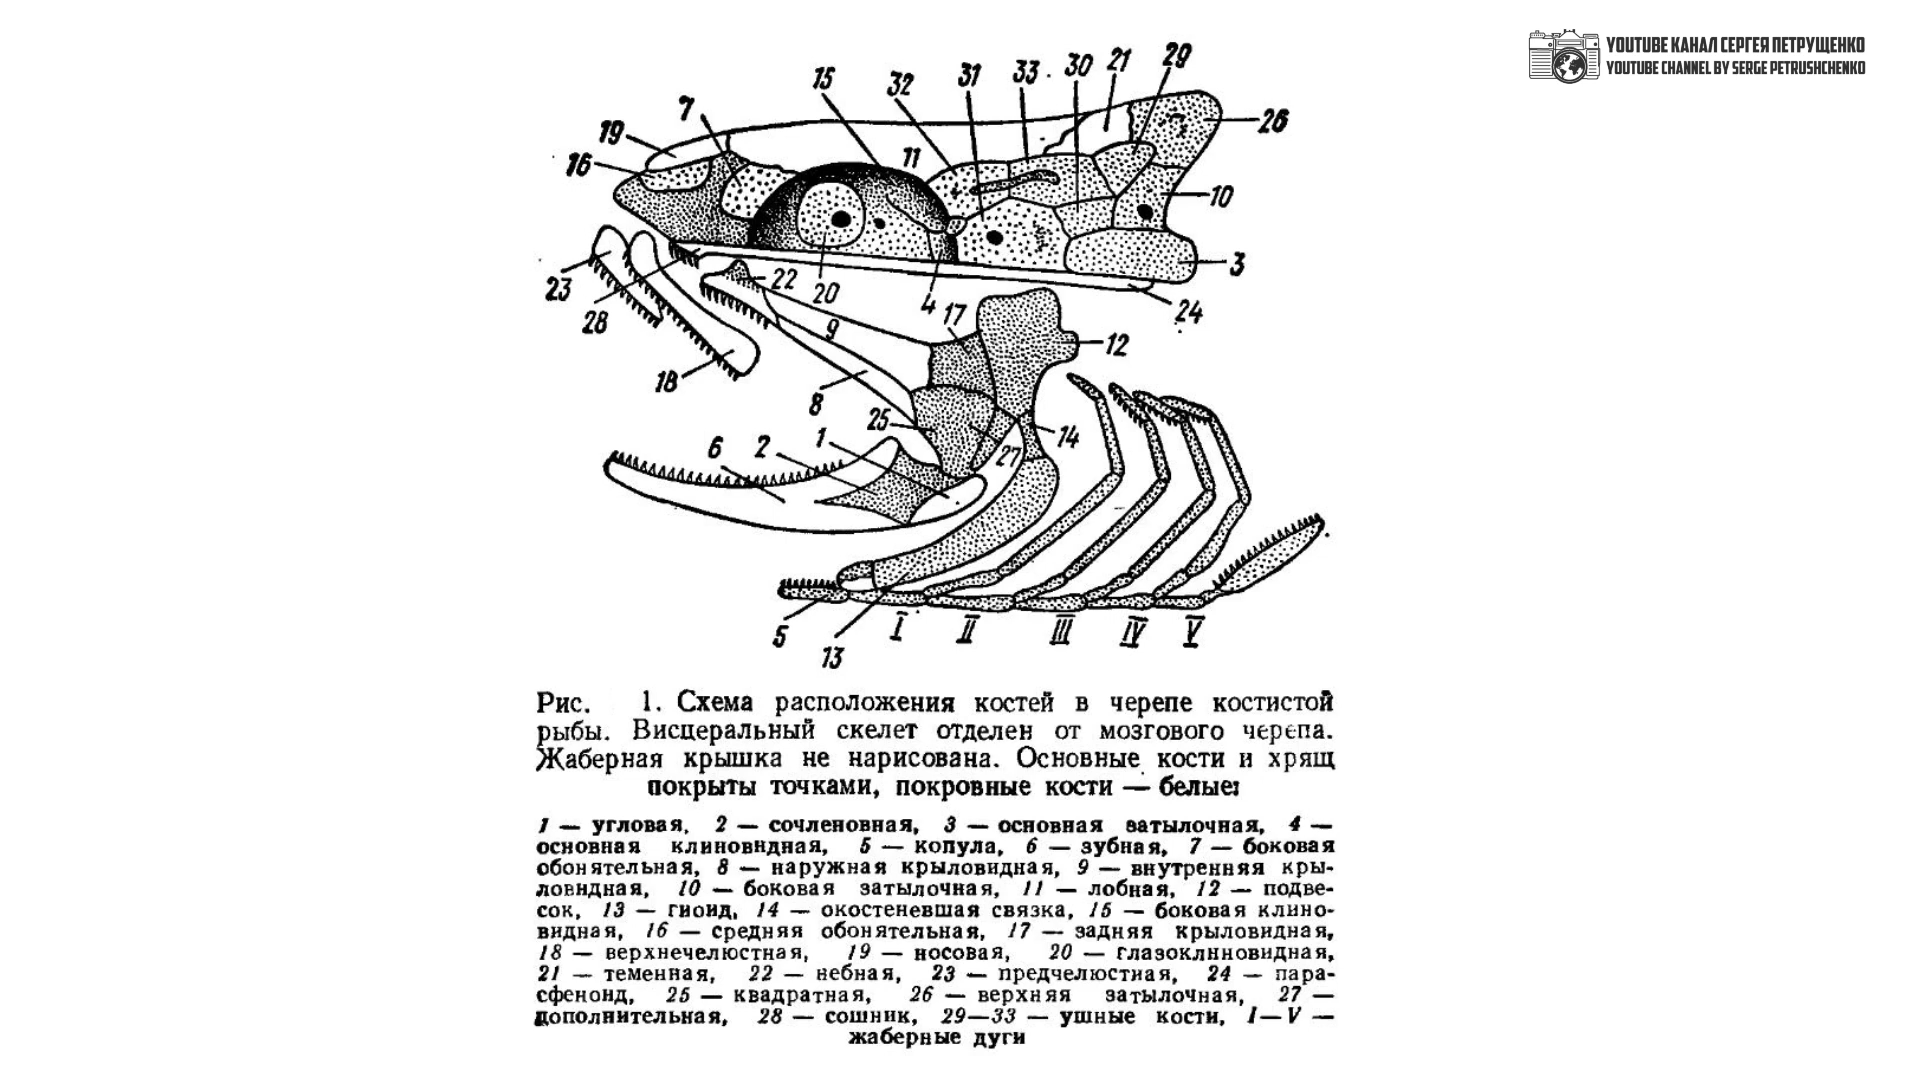 YOUTUBE КАНАЛ СЕРГЕЯ ПЕТРУЩЕНКО
YOUTUBE CHANNEL BY SERGE PETRUSHCHENKO
29
21
30
33
31
32
15
7
19
16
11
26
10
3
24
23
28
22
20
4
17
9
12
18
8
25
14
27
1
2
6
5
13
I
II
III
IV
V
Рис. 1. Схема расположения костей в черепе костистой
рыбы. Висцеральный скелет отделен от мозгового черепа.
Жаберная крышка не нарисована. Основные кости и хрящ
покрыты точками, покровные кости — белые:
1 — угловая, 2 — сочленовная, 3 — основная затылочная, 4 —
основная клиновидная, 5 — копула, 6 — зубная, 7 — боковая
обонятельная, 8 — наружная крыловидная, 9 — внутренняя кры-
ловидная, 10 — боковая затылочная, 11 — лобная, 12 — подве-
сок, 13 — гиоид, 14 — окостеневшая связка, 15 — боковая клино-
видная, 16 — средняя обонятельная, 17 — задняя крыловидная,
18 — верхнечелюстная, 19 — носовая, 20 — глазоклиновидная,
21 — теменная, 22 — небная, 23 — предчелюстная, 24 — пара-
сфеноид, 25 — квадратная, 26 — верхняя затылочная, 27 —
дополнительная, 28 — сошник, 29—33 — ушные кости, I—V —
жаберные дуги